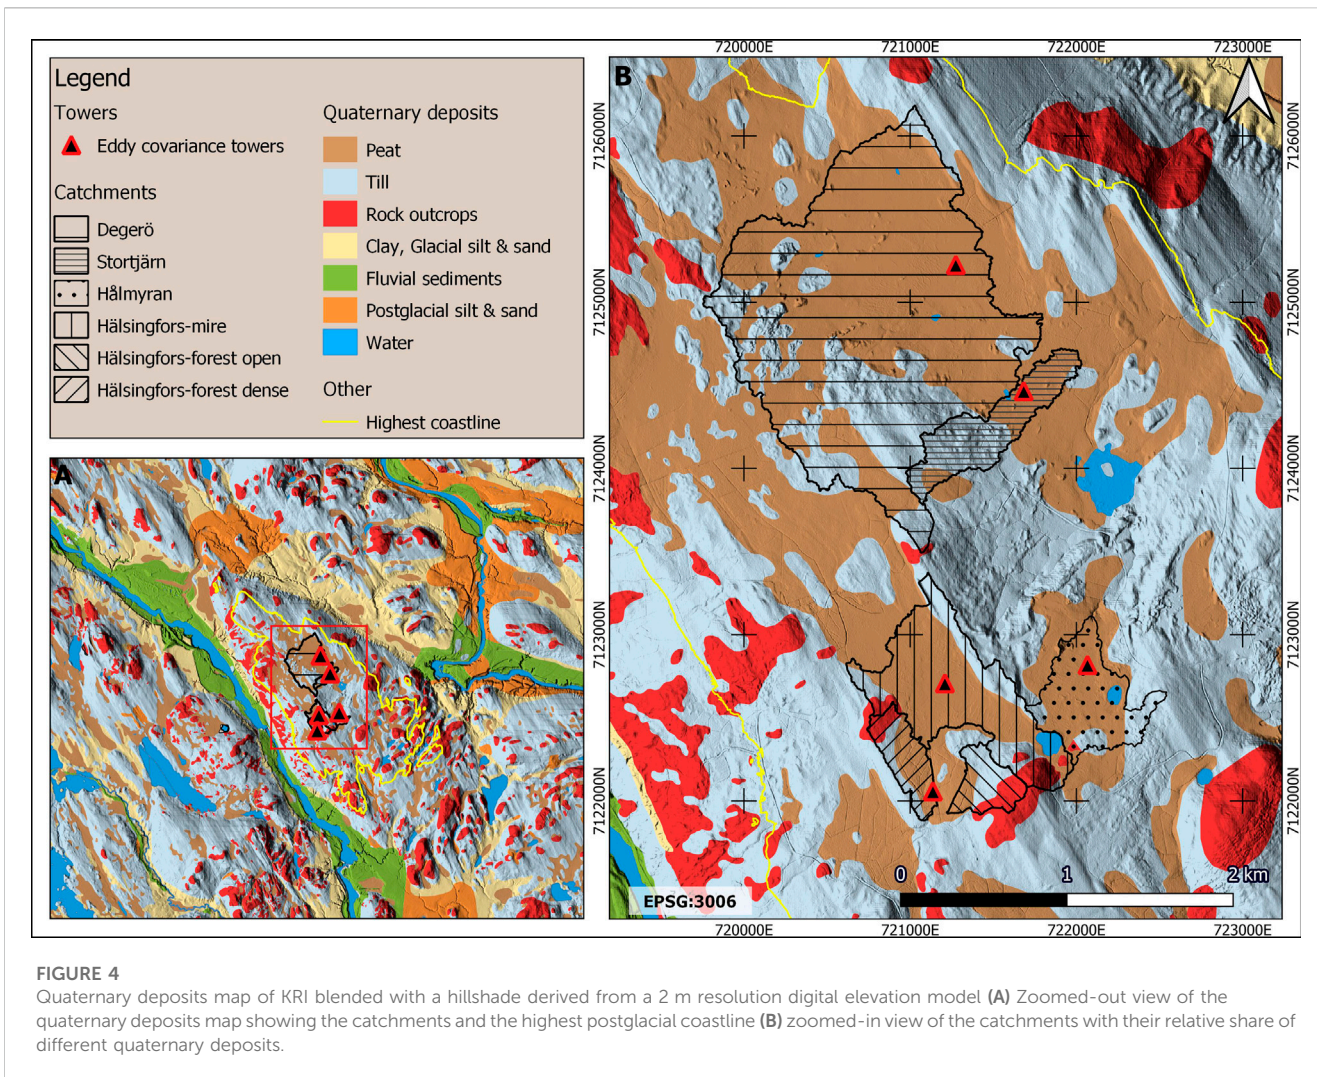 Legend
Towers
Eddy covariance towers
Catchments
Degerö
Stortjärn
Hålmyran
Hälsingfors-mire
Hälsingfors-forest open
Hälsingfors-forest dense
Quaternary deposits
Peat
Till
Rock outcrops
Clay, Glacial silt & sand
Fluvial sediments
Postglacial silt & sand
Water
Other
Highest coastline
A
B
720000E 721000E 722000E 723000E
7126000N
7125000N
7124000N
7123000N
7122000N
7126000N
7125000N
7124000N
7123000N
7122000N
0 1 2 km
EPSG:3006
720000E 721000E 722000E 723000E
FIGURE 4
Quaternary deposits map of KRI blended with a hillshade derived from a 2 m resolution digital elevation model (A) Zoomed-out view of the
quaternary deposits map showing the catchments and the highest postglacial coastline (B) zoomed-in view of the catchments with their relative share of
different quaternary deposits.